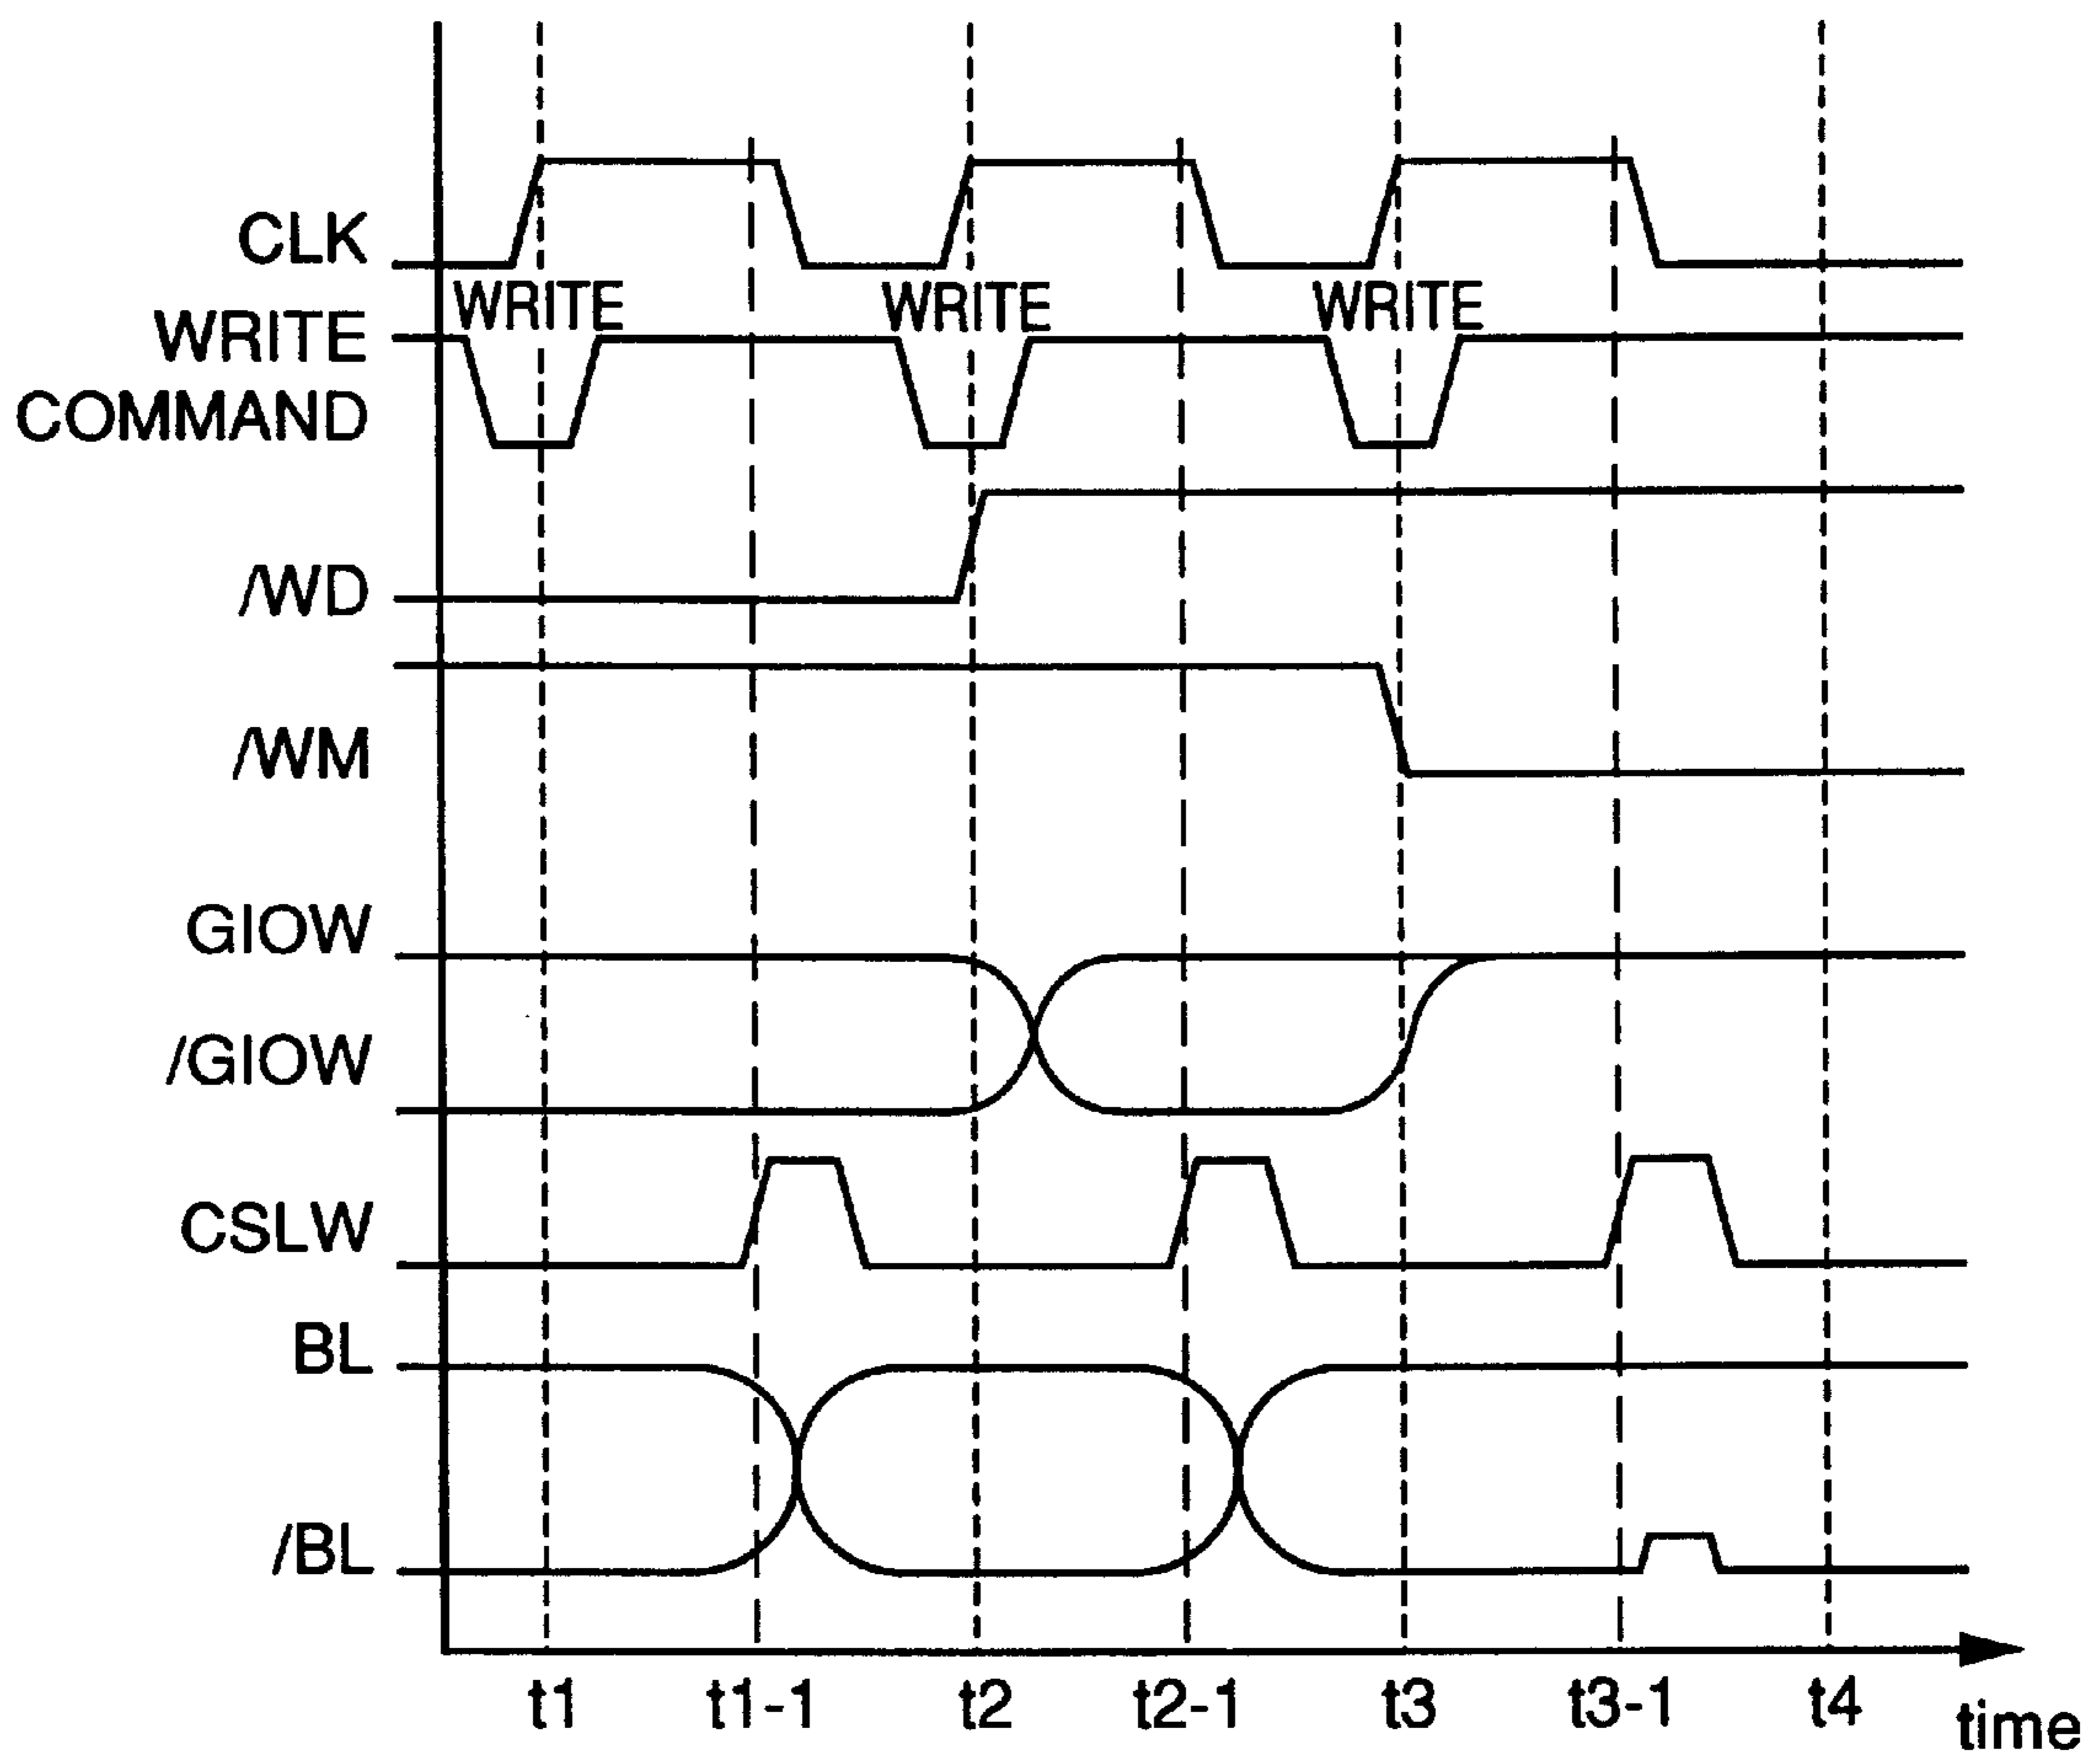 CLK
WRITE WRITE WRITE
WRITE
COMMAND
/WD
/WM
GIOW
/GIOW
CSLW
BL
/BL
t1 t1-1 t2 t2-1 t3 t3-1 t4 time